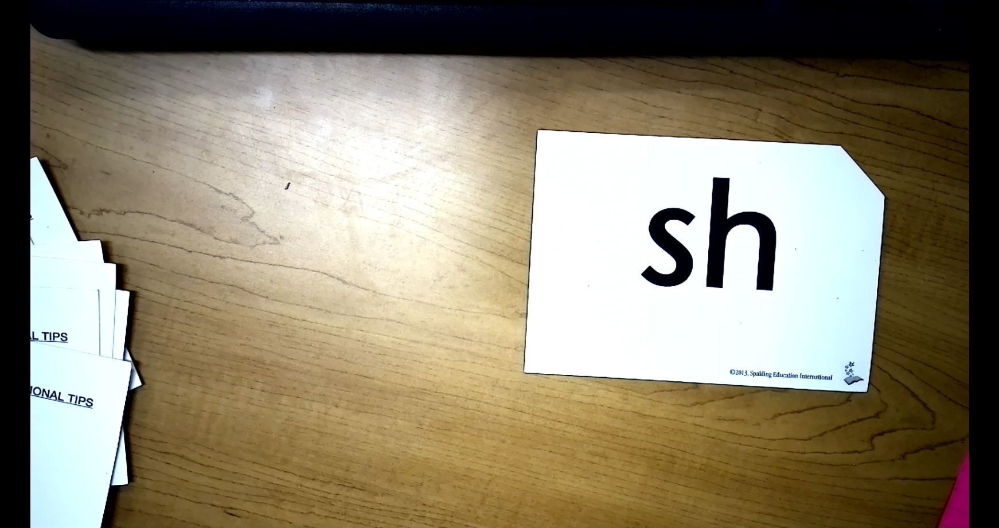 sh
©2013, Spalding Education International
L TIPS
IONAL TIPS